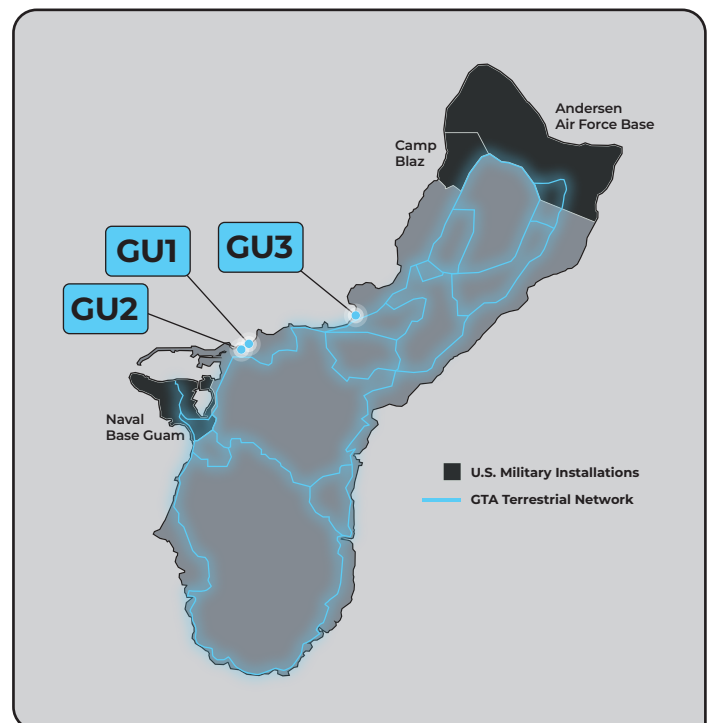 Andersen
Air Force Base
Camp
Blaz
GU3
GU1
GU2
Naval
Base Guam
U.S. Military Installations
GTA Terrestrial Network